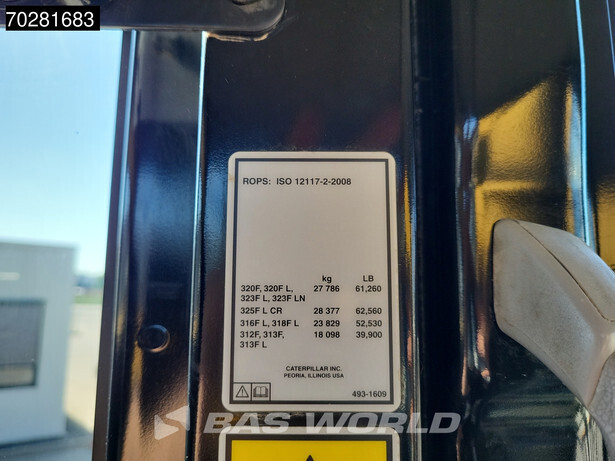 70281683
ROPS: ISO 12117-2-2008
kg LB
320F, 320F L, 27 786 61,260
323F L, 323F LN
325F L CR 28 377 62,560
316F L, 318F L 23 829 52,530
312F, 313F, 18 098 39,900
313F L
CATERPILLAR INC.
PEORIA, ILLINOIS USA
493-1609
BAS WORLD